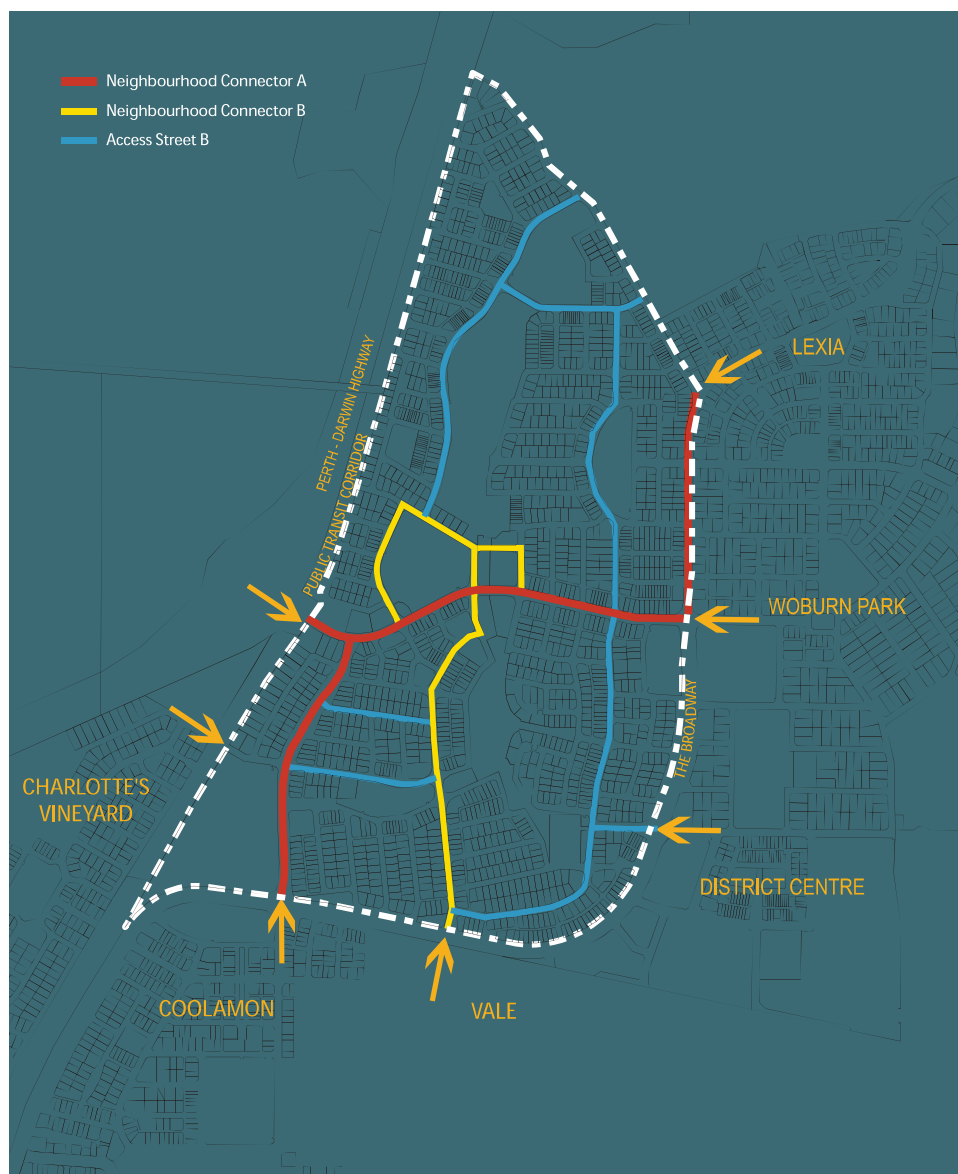 Neighbourhood Connector A
Neighbourhood Connector B
Access Street B
LEXIA
PERTH - DARWIN HIGHWAY
PUBLIC TRANSIT CORRIDOR
WOBURN PARK
THE BROADWAY
CHARLOTTE'S
VINEYARD
DISTRICT CENTRE
COOLAMON
VALE